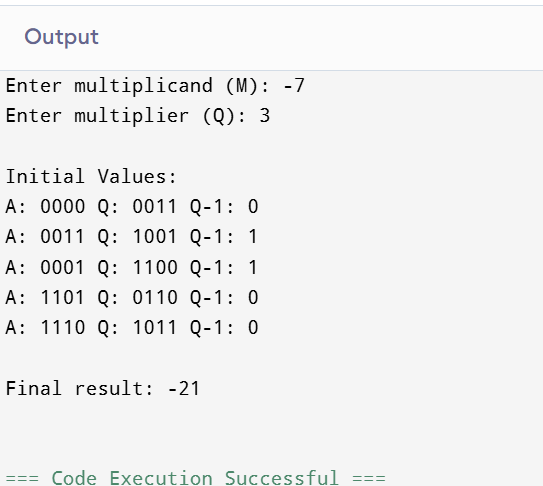 Output
Enter multiplicand (M): -7
Enter multiplier (Q): 3
Initial Values:
A: 0000 Q: 0011 Q-1: 0
A: 0011 Q: 1001 Q-1: 1
A: 0001 Q: 1100 Q-1: 1
A: 1101 Q: 0110 Q-1: 0
A: 1110 Q: 1011 Q-1: 0
Final result: -21
=== Code Execution Successful ===